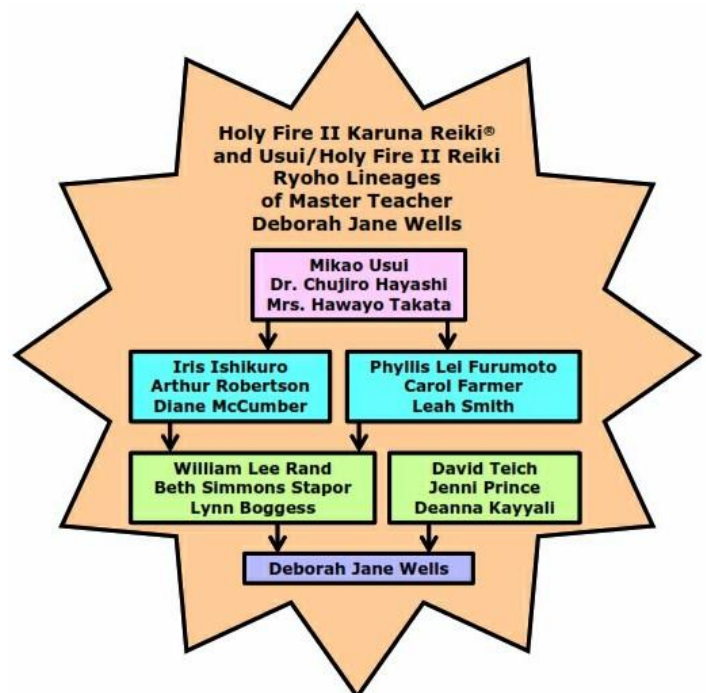 Holy Fire II Karuna Reiki®
and Usui/Holy Fire II Reiki
Ryoho Lineages
of Master Teacher
Deborah Jane Wells
Mikao Usui
Dr. Chujiro Hayashi
Mrs. Hawayo Takata
Iris Ishikuro
Arthur Robertson
Diane McCumber
Phyllis Lei Furumoto
Carol Farmer
Leah Smith
William Lee Rand
Beth Simmons Stapor
Lynn Boggess
David Teich
Jenni Prince
Deanna Kayyali
Deborah Jane Wells